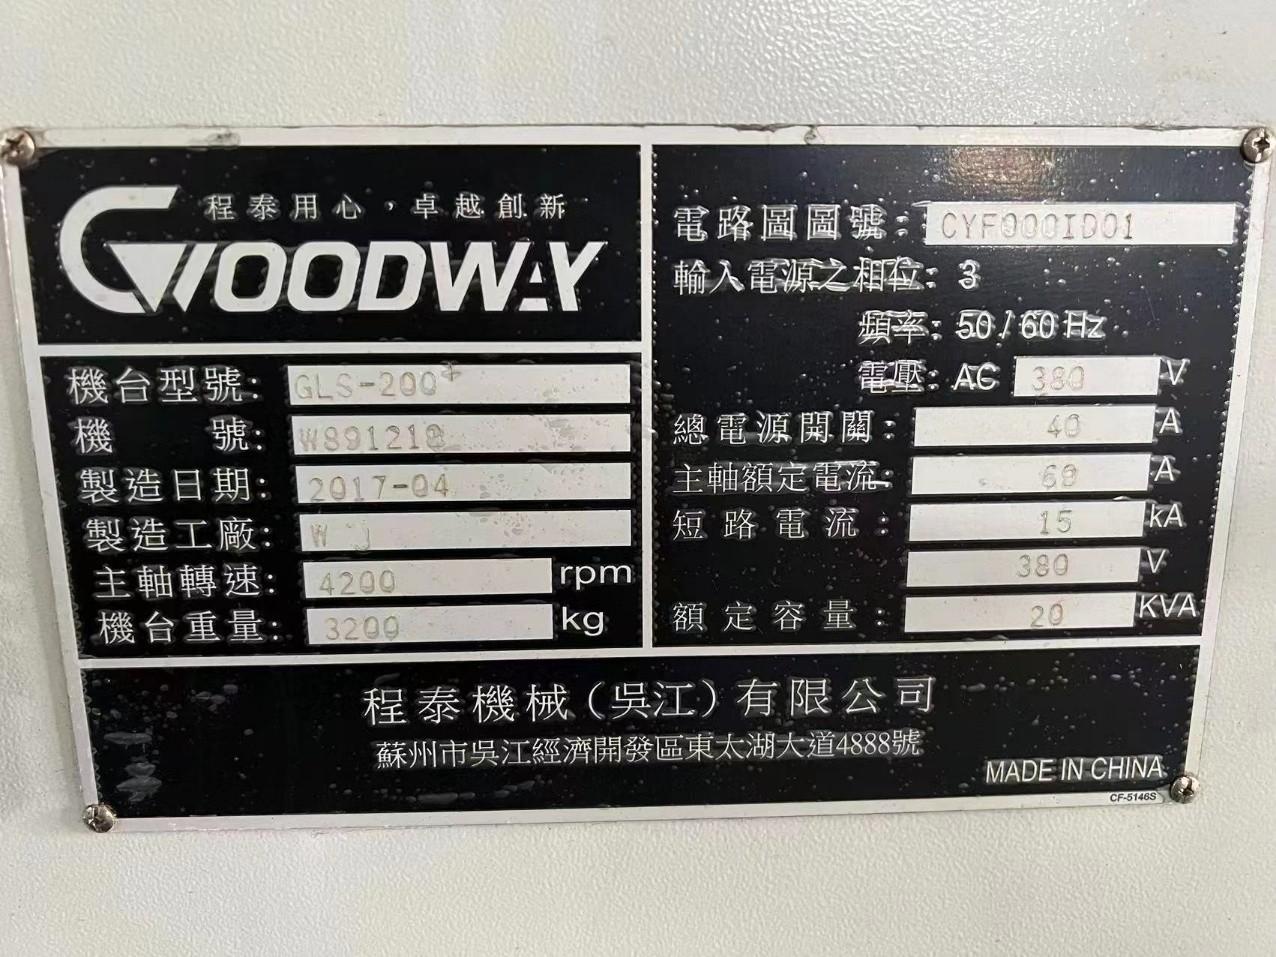 程泰用心，卓越創新
GOODWAY
機台型號: GLS-200
機 號: W891218
製造日期: 2017-04
製造工廠: W J
主軸轉速: 4200 rpm
機台重量: 3200 kg
電路圖圖號: CYF000ID01
輸入電源之相位: 3
頻率: 50/60 Hz
電壓: AC 380 V
總電源開關: 40 A
主軸額定電流: 60 A
短路電流: 15 kA
380 V
額定容量: 20 KVA
程泰機械(吳江)有限公司
蘇州市吳江經濟開發區東太湖大道4888號
MADE IN CHINA
CF-5146S